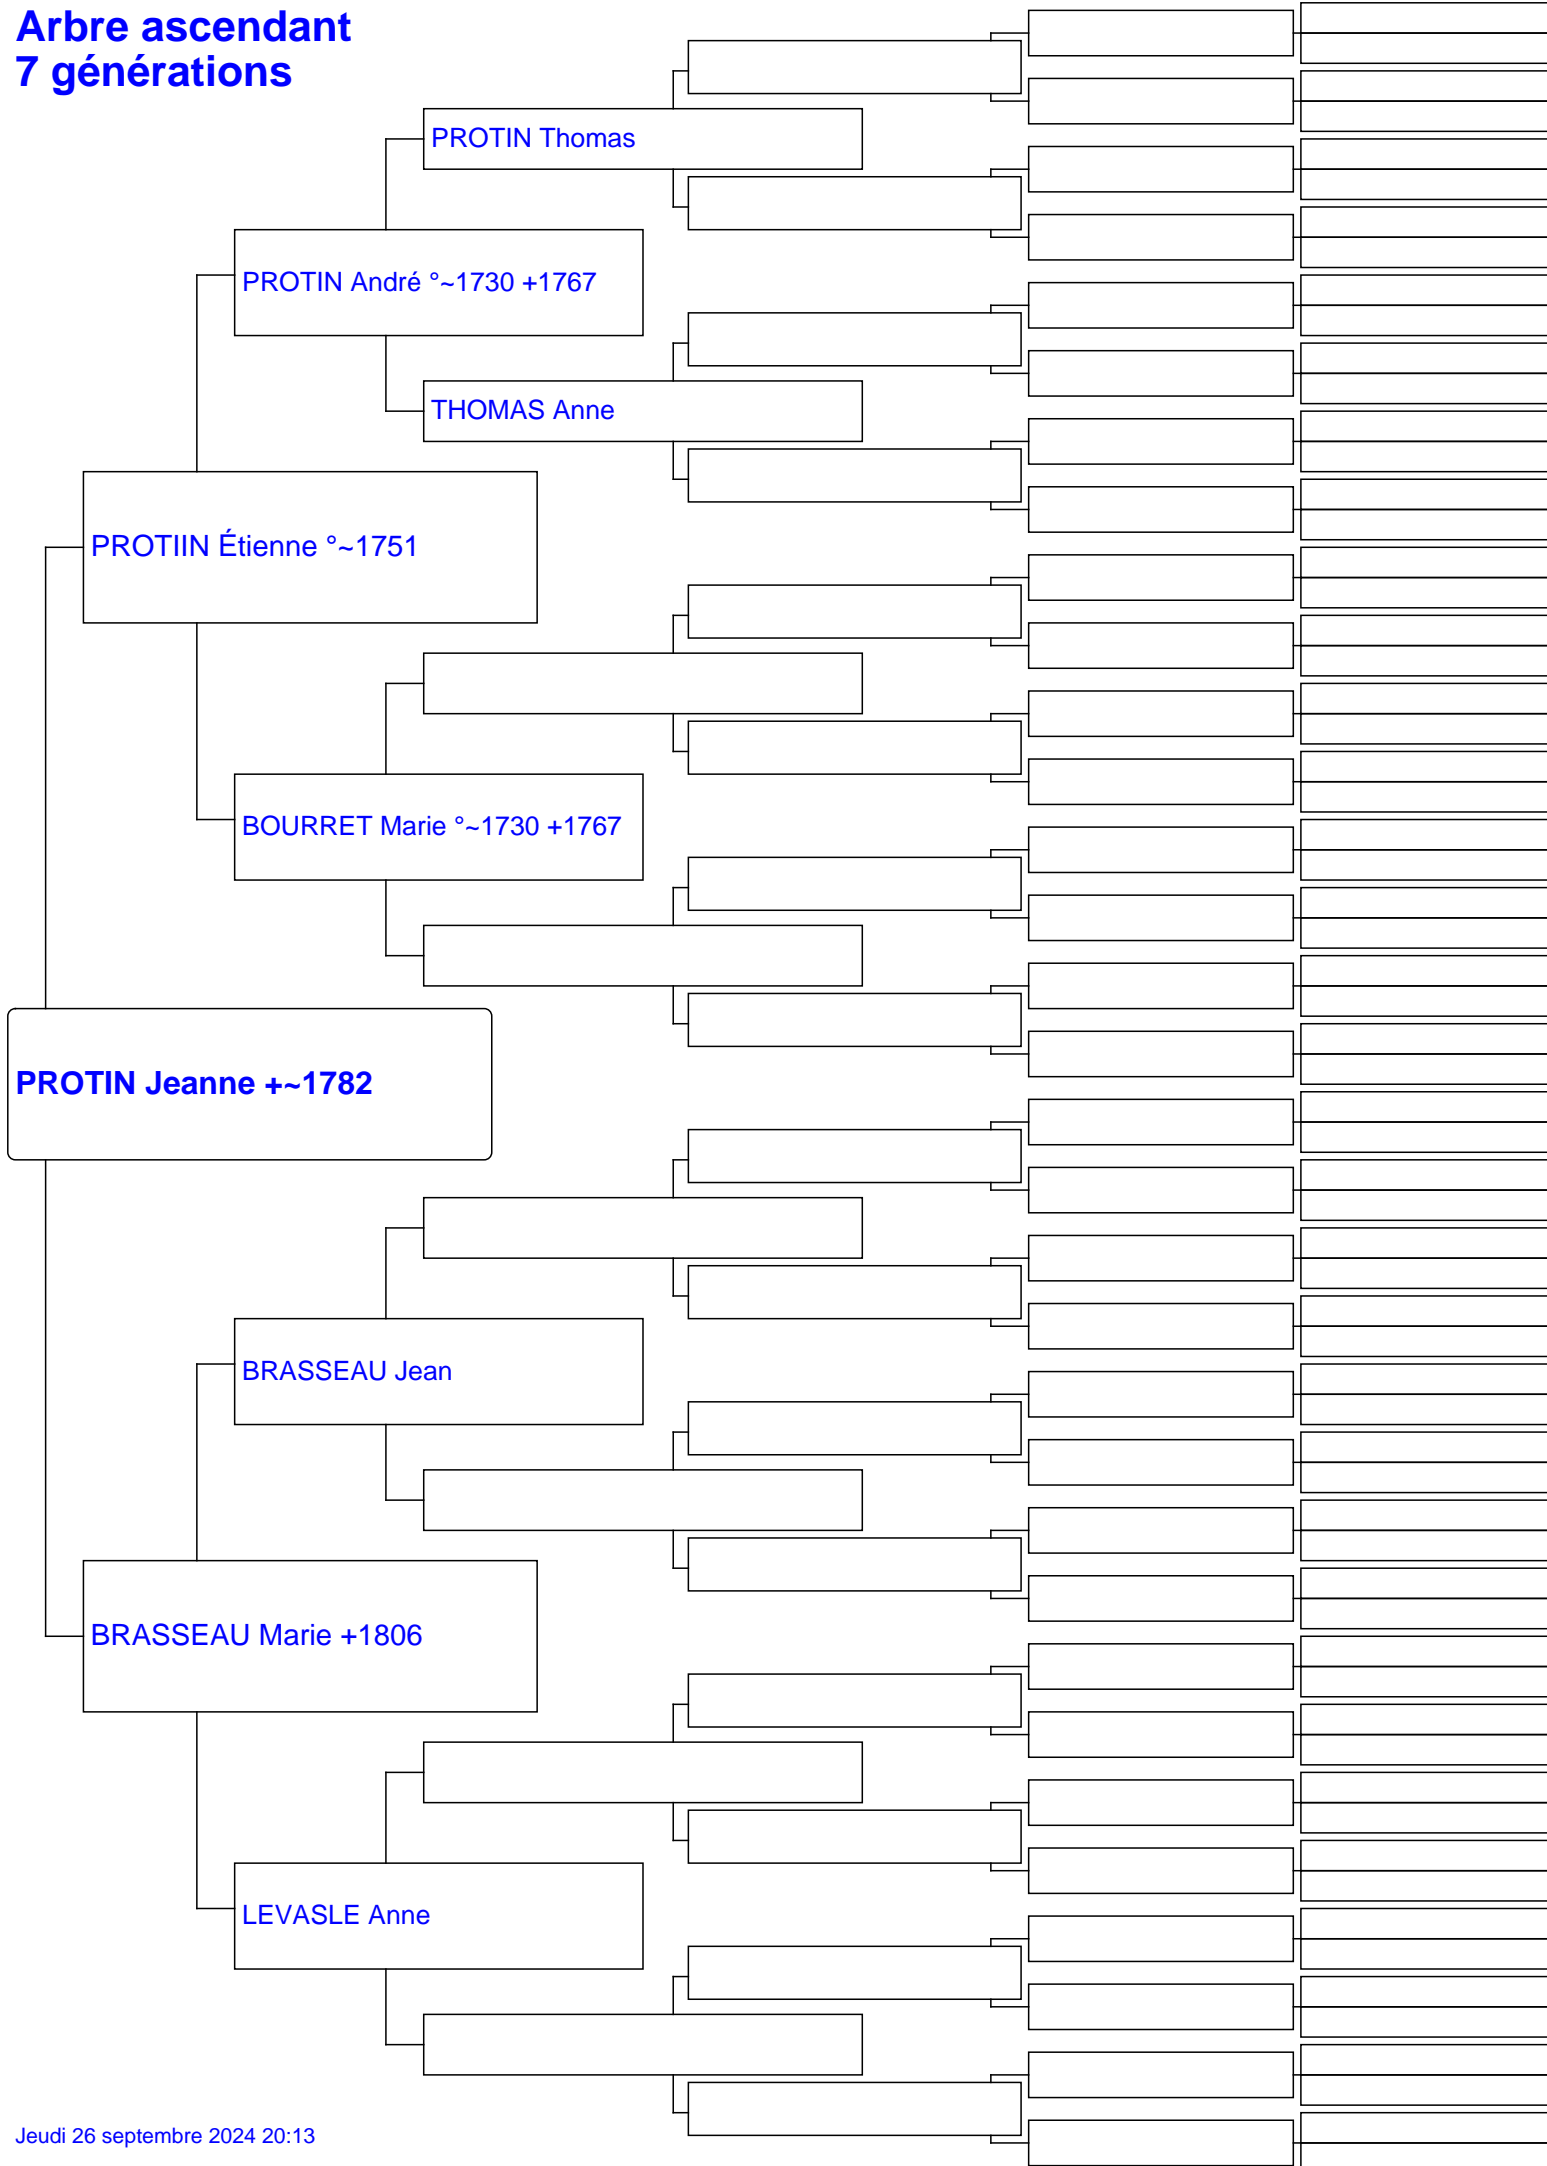 Arbre ascendant
7 générations
PROTIN Thomas
PROTIN André °~1730 +1767
THOMAS Anne
PROTIIN Étienne °~1751
BOURRET Marie °~1730 +1767
PROTIN Jeanne +~1782
BRASSEAU Jean
BRASSEAU Marie +1806
LEVASLE Anne
Jeudi 26 septembre 2024 20:13